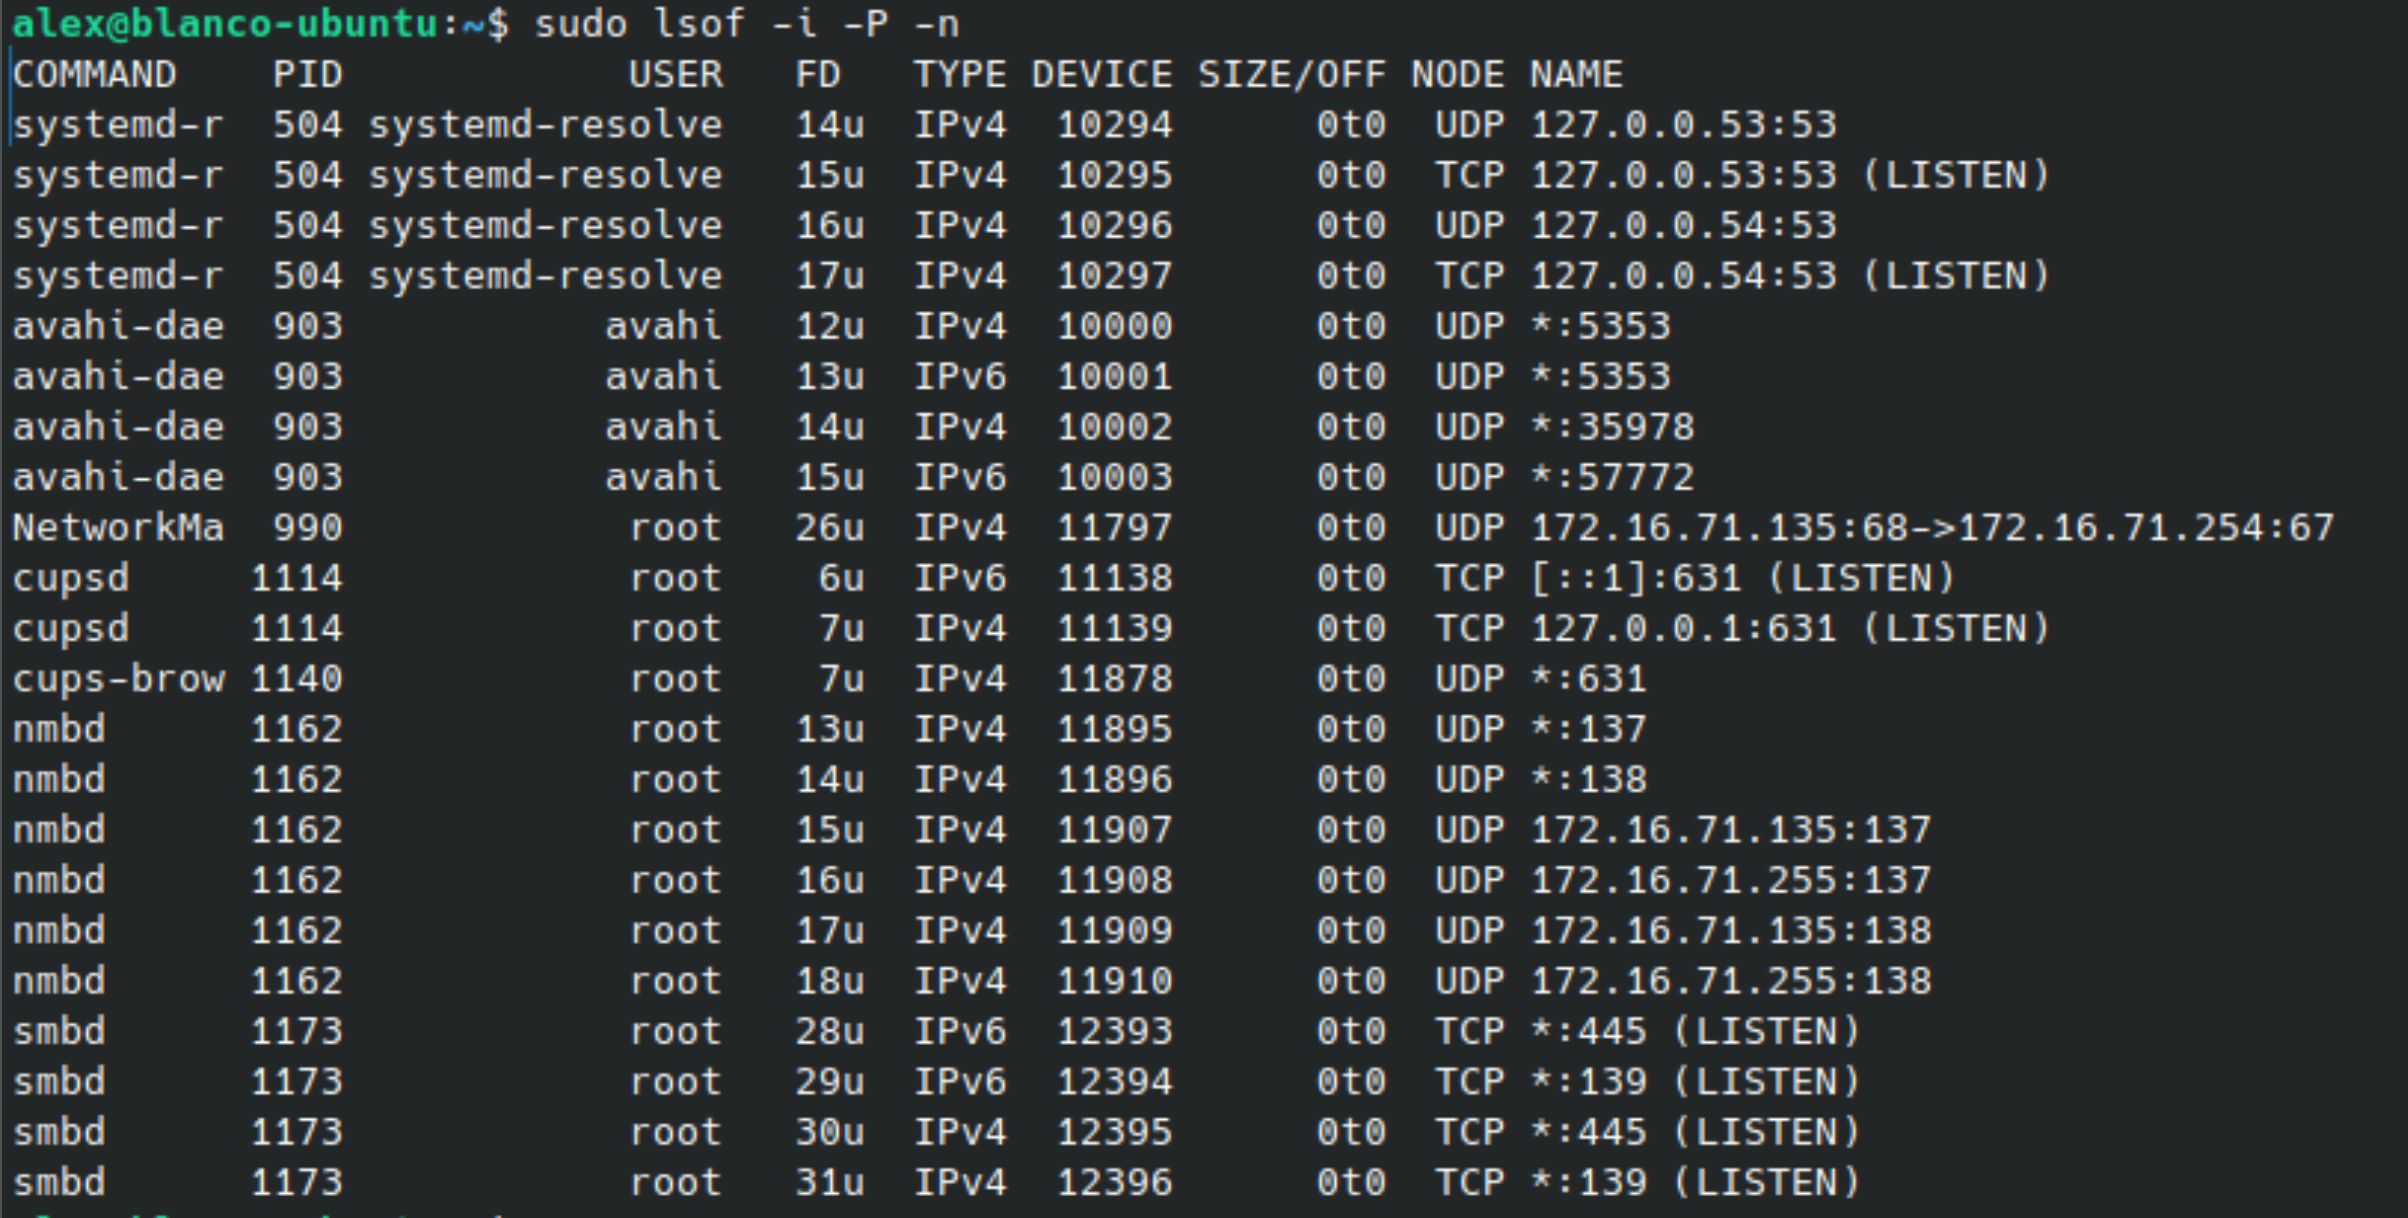 alex@blanco-ubuntu:~$ sudo lsof -i -P -n
COMMAND    PID            USER   FD   TYPE DEVICE SIZE/OFF NODE NAME
systemd-r  504 systemd-resolve   14u  IPv4  10294      0t0  UDP 127.0.0.53:53
systemd-r  504 systemd-resolve   15u  IPv4  10295      0t0  TCP 127.0.0.53:53 (LISTEN)
systemd-r  504 systemd-resolve   16u  IPv4  10296      0t0  UDP 127.0.0.54:53
systemd-r  504 systemd-resolve   17u  IPv4  10297      0t0  TCP 127.0.0.54:53 (LISTEN)
avahi-dae  903           avahi   12u  IPv4  10000      0t0  UDP *:5353
avahi-dae  903           avahi   13u  IPv6  10001      0t0  UDP *:5353
avahi-dae  903           avahi   14u  IPv4  10002      0t0  UDP *:35978
avahi-dae  903           avahi   15u  IPv6  10003      0t0  UDP *:57772
NetworkMa  990            root   26u  IPv4  11797      0t0  UDP 172.16.71.135:68->172.16.71.254:67
cupsd     1114            root    6u  IPv6  11138      0t0  TCP [::1]:631 (LISTEN)
cupsd     1114            root    7u  IPv4  11139      0t0  TCP 127.0.0.1:631 (LISTEN)
cups-brow 1140            root    7u  IPv4  11878      0t0  UDP *:631
nmbd      1162            root   13u  IPv4  11895      0t0  UDP *:137
nmbd      1162            root   14u  IPv4  11896      0t0  UDP *:138
nmbd      1162            root   15u  IPv4  11907      0t0  UDP 172.16.71.135:137
nmbd      1162            root   16u  IPv4  11908      0t0  UDP 172.16.71.255:137
nmbd      1162            root   17u  IPv4  11909      0t0  UDP 172.16.71.135:138
nmbd      1162            root   18u  IPv4  11910      0t0  UDP 172.16.71.255:138
smbd      1173            root   28u  IPv6  12393      0t0  TCP *:445 (LISTEN)
smbd      1173            root   29u  IPv6  12394      0t0  TCP *:139 (LISTEN)
smbd      1173            root   30u  IPv4  12395      0t0  TCP *:445 (LISTEN)
smbd      1173            root   31u  IPv4  12396      0t0  TCP *:139 (LISTEN)